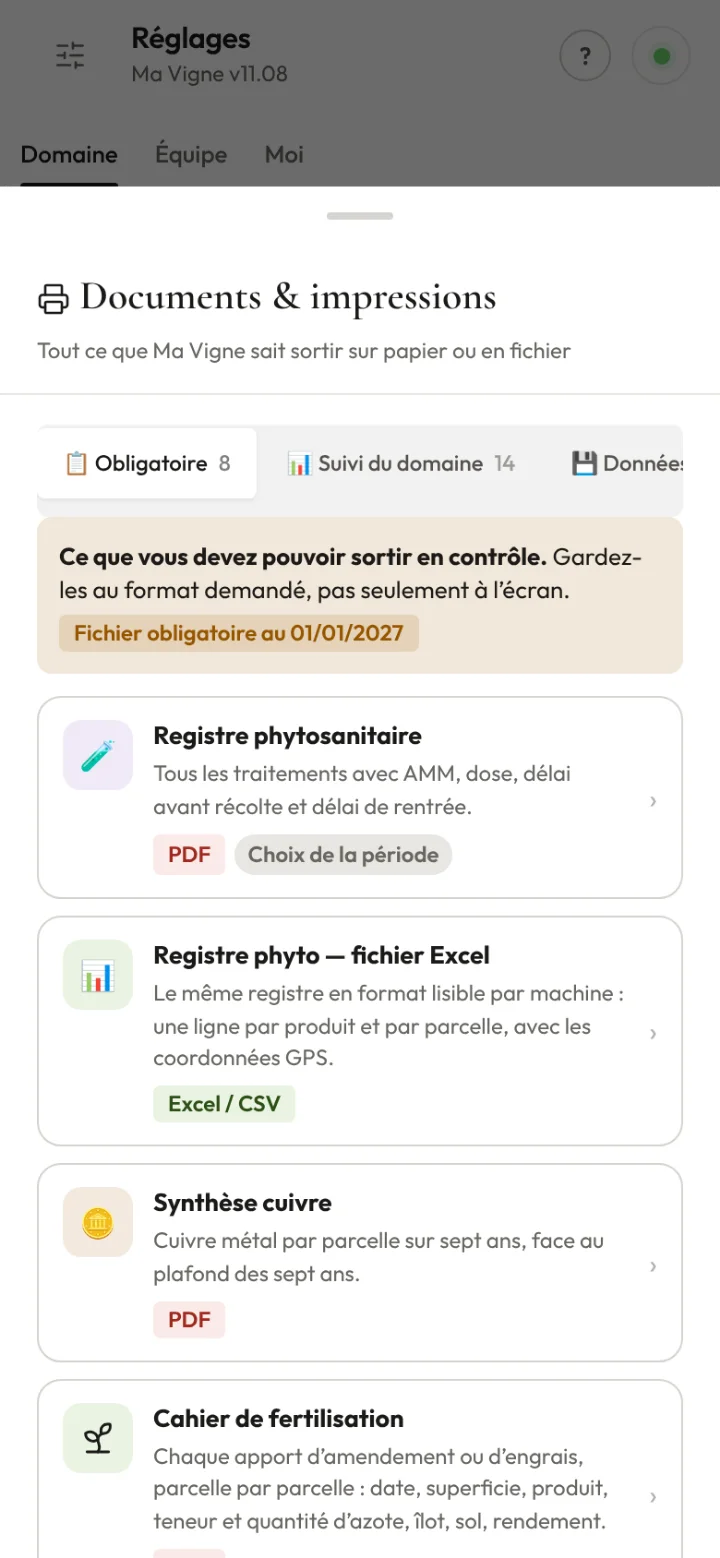 Réglages
Ma Vigne v11.08
?
Domaine Équipe Moi
Documents & impressions
Tout ce que Ma Vigne sait sortir sur papier ou en fichier
Obligatoire 8 Suivi du domaine 14 Données
Ce que vous devez pouvoir sortir en contrôle. Gardez-
les au format demandé, pas seulement à l’écran.
Fichier obligatoire au 01/01/2027
Registre phytosanitaire
Tous les traitements avec AMM, dose, délai
avant récolte et délai de rentrée.
PDF Choix de la période
Registre phyto — fichier Excel
Le même registre en format lisible par machine :
une ligne par produit et par parcelle, avec les
coordonnées GPS.
Excel / CSV
Synthèse cuivre
Cuivre métal par parcelle sur sept ans, face au
plafond des sept ans.
PDF
Cahier de fertilisation
Chaque apport d’amendement ou d’engrais,
parcelle par parcelle : date, superficie, produit,
teneur et quantité d’azote, îlot, sol, rendement.